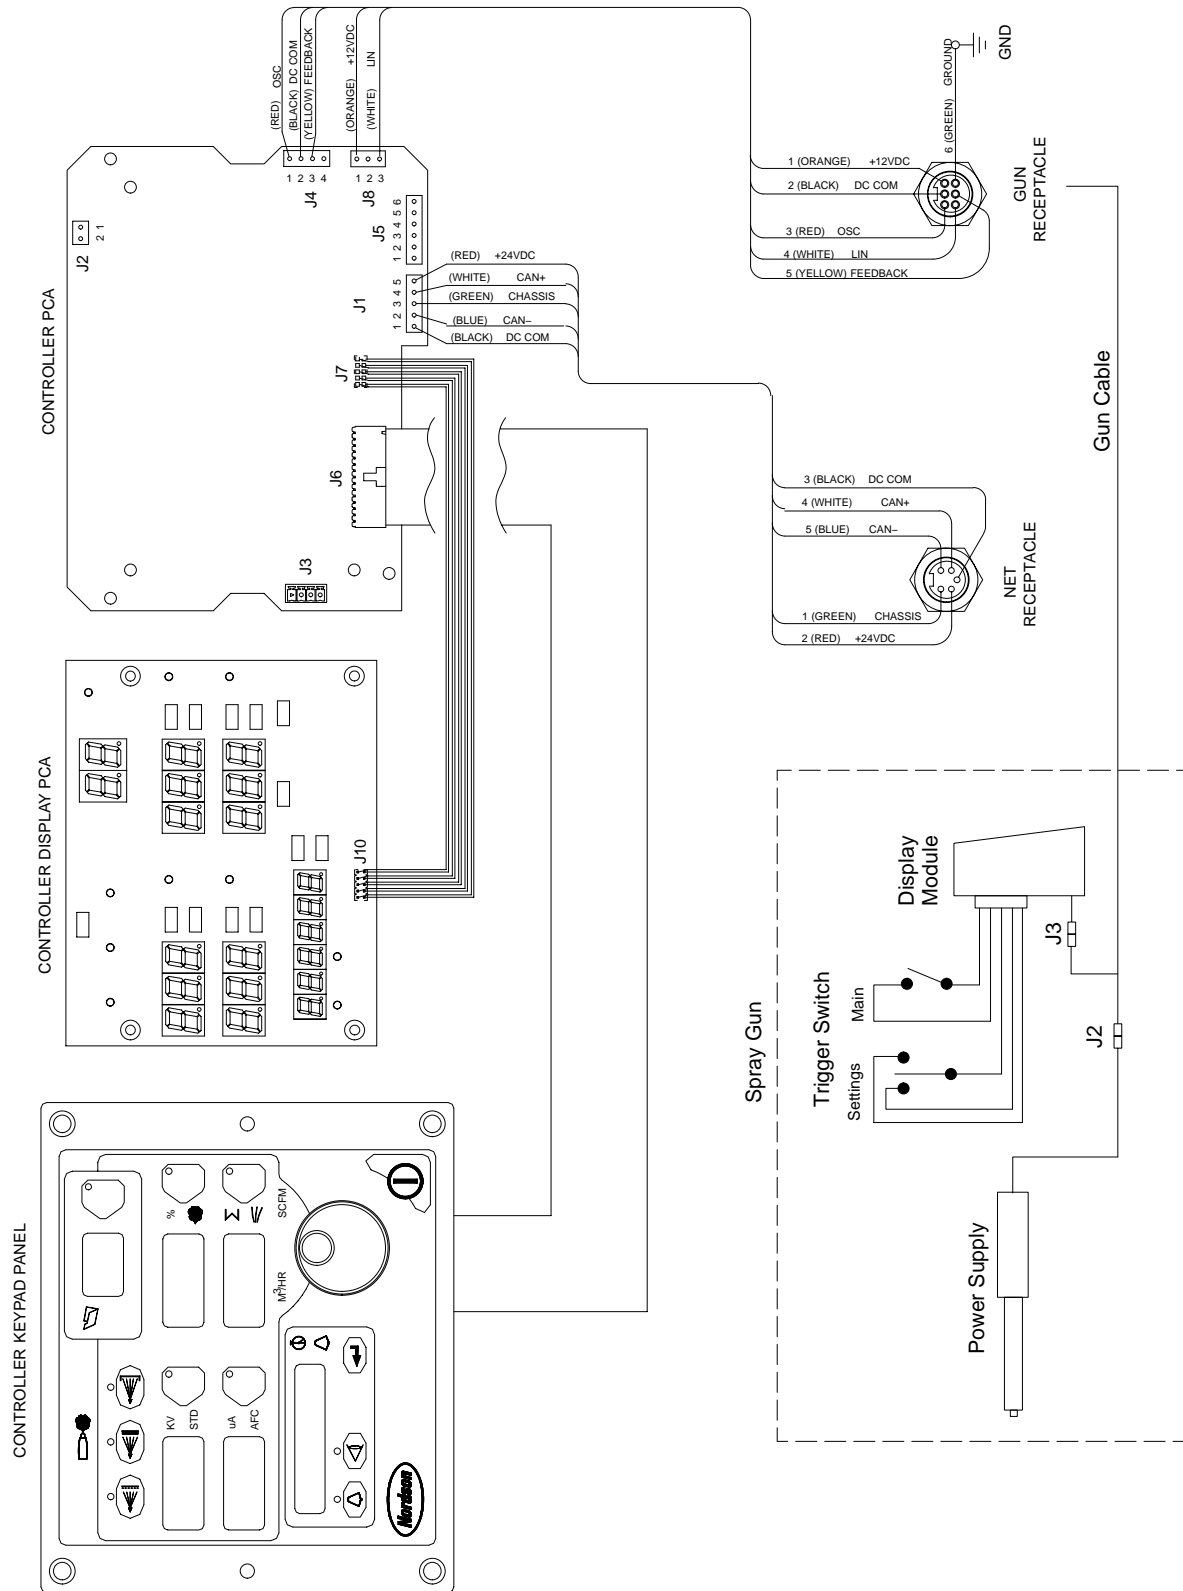 CONTROLLER KEYPAD PANEL
KV
STD
uA
AFC
%
M3/HR
SCFM
Nordson
CONTROLLER DISPLAY PCA
J10
CONTROLLER PCA
J2
2 1
J3
J6
J7
J4
1 2 3 4
J8
1 2 3
J5
1 2 3 4 5 6
J1
1 2 3 4 5
(RED) OSC
(BLACK) DC COM
(YELLOW) FEEDBACK
(ORANGE) +12VDC
(WHITE) LIN
(RED) +24VDC
(WHITE) CAN+
(GREEN) CHASSIS
(BLUE) CAN–
(BLACK) DC COM
1 (ORANGE) +12VDC
2 (BLACK) DC COM
3 (RED) OSC
4 (WHITE) LIN
5 (YELLOW) FEEDBACK
6 (GREEN) GROUND
GND
GUN
RECEPTACLE
3 (BLACK) DC COM
4 (WHITE) CAN+
5 (BLUE) CAN–
1 (GREEN) CHASSIS
2 (RED) +24VDC
NET
RECEPTACLE
Gun Cable
Spray Gun
Trigger Switch
Settings
Main
Display
Module
J3
J2
Power Supply